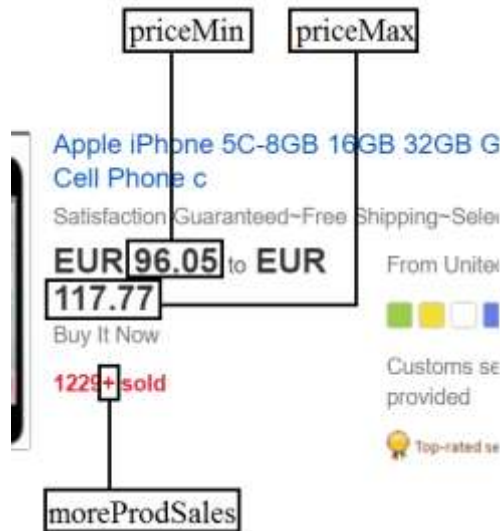 priceMin priceMax
Apple iPhone 5C-8GB 16GB 32GB G
Cell Phone c
Satisfaction Guaranteed~Free Shipping~Sele
EUR 96.05 to EUR
117.77
From Unite
Buy It Now
1229+ sold
Customs se
provided
Top-rated se
moreProdSales